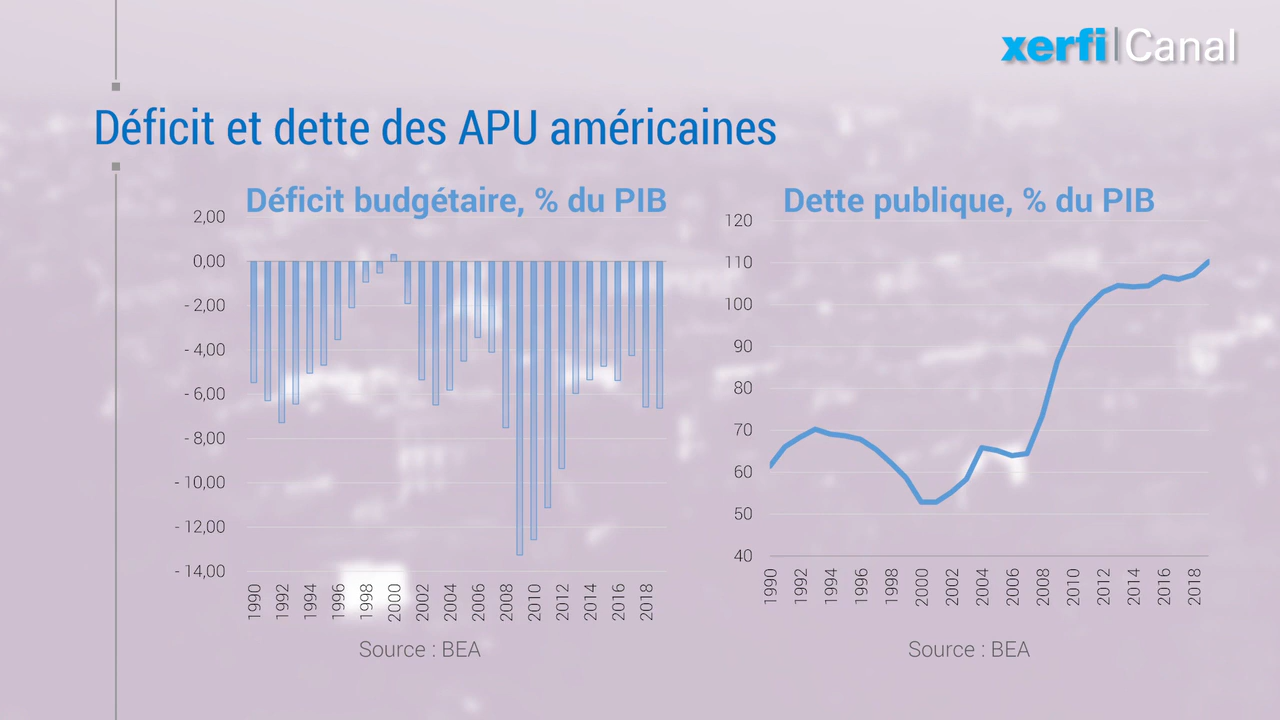 xerfi Canal
Déficit et dette des APU américaines
Déficit budgétaire, % du PIB
2,00
0,00
- 2,00
- 4,00
- 6,00
- 8,00
- 10,00
- 12,00
- 14,00
1990 1992 1994 1996 1998 2000 2002 2004 2006 2008 2010 2012 2014 2016 2018
Source : BEA
Dette publique, % du PIB
120
110
100
90
80
70
60
50
40
1990 1992 1994 1996 1998 2000 2002 2004 2006 2008 2010 2012 2014 2016 2018
Source : BEA